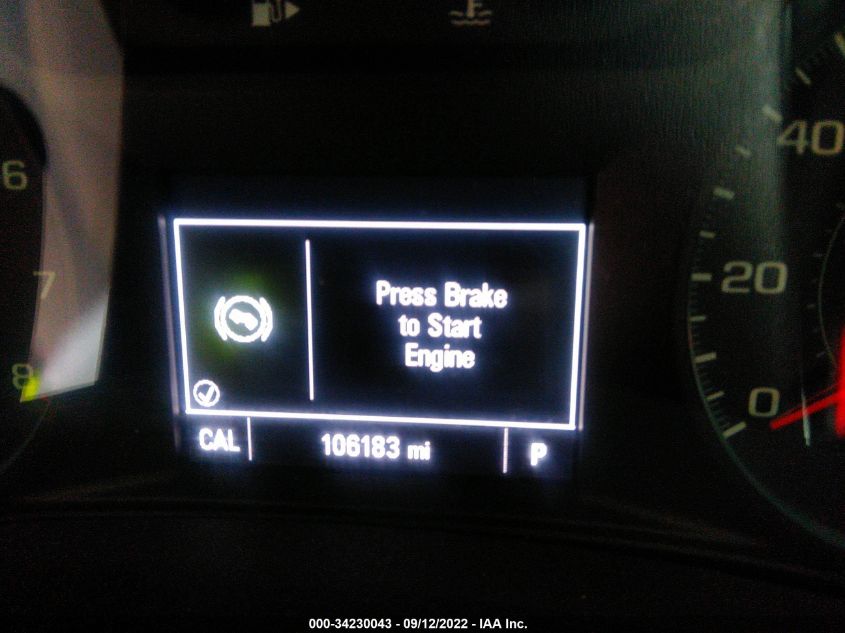 6
7
8
40
20
0
Press Brake
to Start
Engine
CAL 106183 mi P
000-34230043 - 09/12/2022 - IAA Inc.